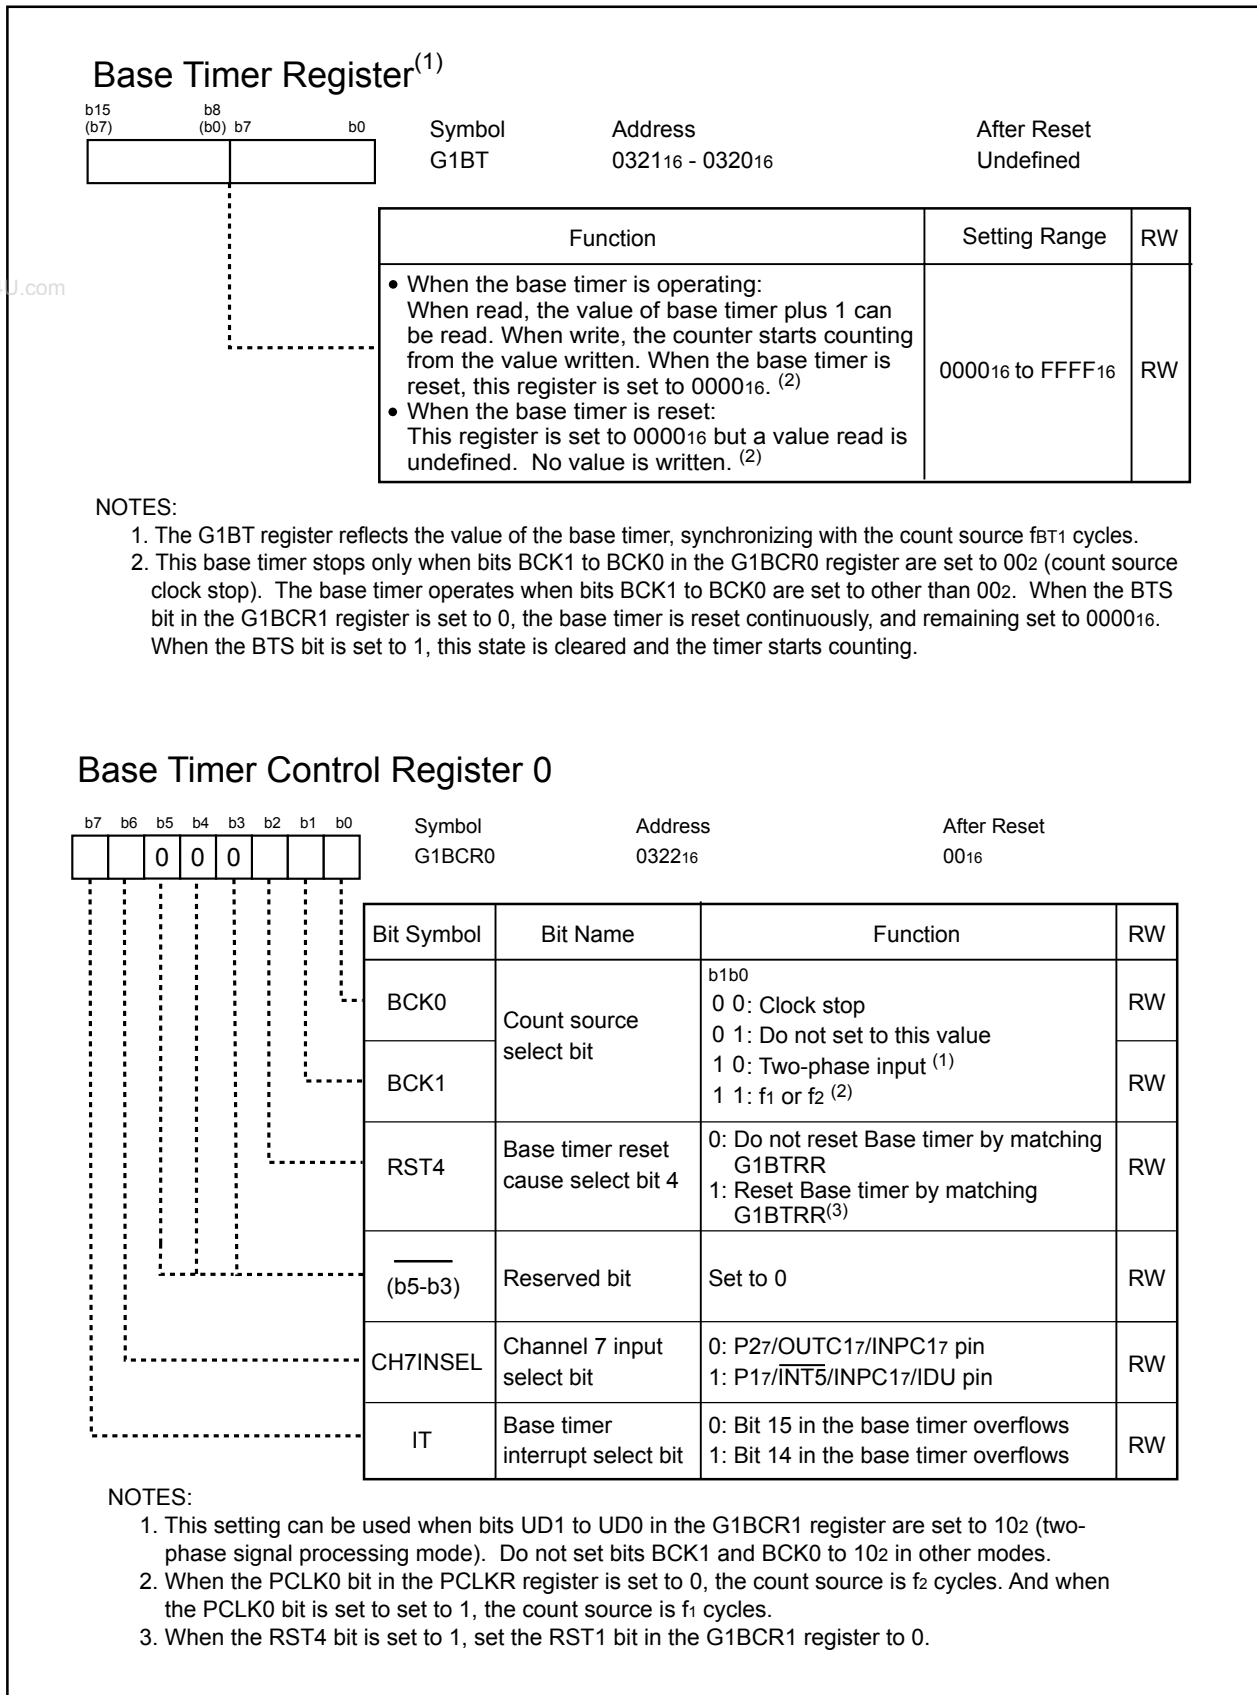 Base Timer Register(1)
b15 b8
(b7) (b0) b7 b0
Symbol Address After Reset
G1BT 032116 - 032016 Undefined
Function Setting Range RW
• When the base timer is operating:
When read, the value of base timer plus 1 can
be read. When write, the counter starts counting
from the value written. When the base timer is
reset, this register is set to 000016. (2)
• When the base timer is reset:
This register is set to 000016 but a value read is
undefined. No value is written. (2)
000016 to FFFF16 RW
U.com
NOTES:
1. The G1BT register reflects the value of the base timer, synchronizing with the count source fBT1 cycles.
2. This base timer stops only when bits BCK1 to BCK0 in the G1BCR0 register are set to 002 (count source
clock stop). The base timer operates when bits BCK1 to BCK0 are set to other than 002. When the BTS
bit in the G1BCR1 register is set to 0, the base timer is reset continuously, and remaining set to 000016.
When the BTS bit is set to 1, this state is cleared and the timer starts counting.
Base Timer Control Register 0
b7 b6 b5 b4 b3 b2 b1 b0
0 0 0
Symbol Address After Reset
G1BCR0 032216 0016
Bit Symbol Bit Name Function RW
BCK0 RW
BCK1 RW
Count source
select bit
b1b0
0 0: Clock stop
0 1: Do not set to this value
1 0: Two-phase input (1)
1 1: f1 or f2 (2)
RST4
Base timer reset
cause select bit 4
0: Do not reset Base timer by matching
G1BTRR
1: Reset Base timer by matching
G1BTRR(3)
RW
(b5-b3) Reserved bit Set to 0 RW
CH7INSEL
Channel 7 input
select bit
0: P27/OUTC17/INPC17 pin
1: P17/INT5/INPC17/IDU pin
RW
IT
Base timer
interrupt select bit
0: Bit 15 in the base timer overflows
1: Bit 14 in the base timer overflows
RW
NOTES:
1. This setting can be used when bits UD1 to UD0 in the G1BCR1 register are set to 102 (two-
phase signal processing mode). Do not set bits BCK1 and BCK0 to 102 in other modes.
2. When the PCLK0 bit in the PCLKR register is set to 0, the count source is f2 cycles. And when
the PCLK0 bit is set to set to 1, the count source is f1 cycles.
3. When the RST4 bit is set to 1, set the RST1 bit in the G1BCR1 register to 0.